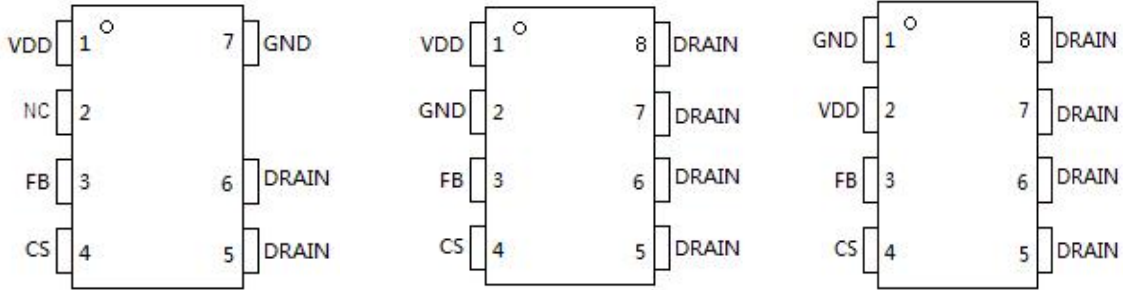 VDD 1 7 GND
NC 2
FB 3 6 DRAIN
CS 4 5 DRAIN
VDD 1 8 DRAIN
GND 2 7 DRAIN
FB 3 6 DRAIN
CS 4 5 DRAIN
GND 1 8 DRAIN
VDD 2 7 DRAIN
FB 3 6 DRAIN
CS 4 5 DRAIN